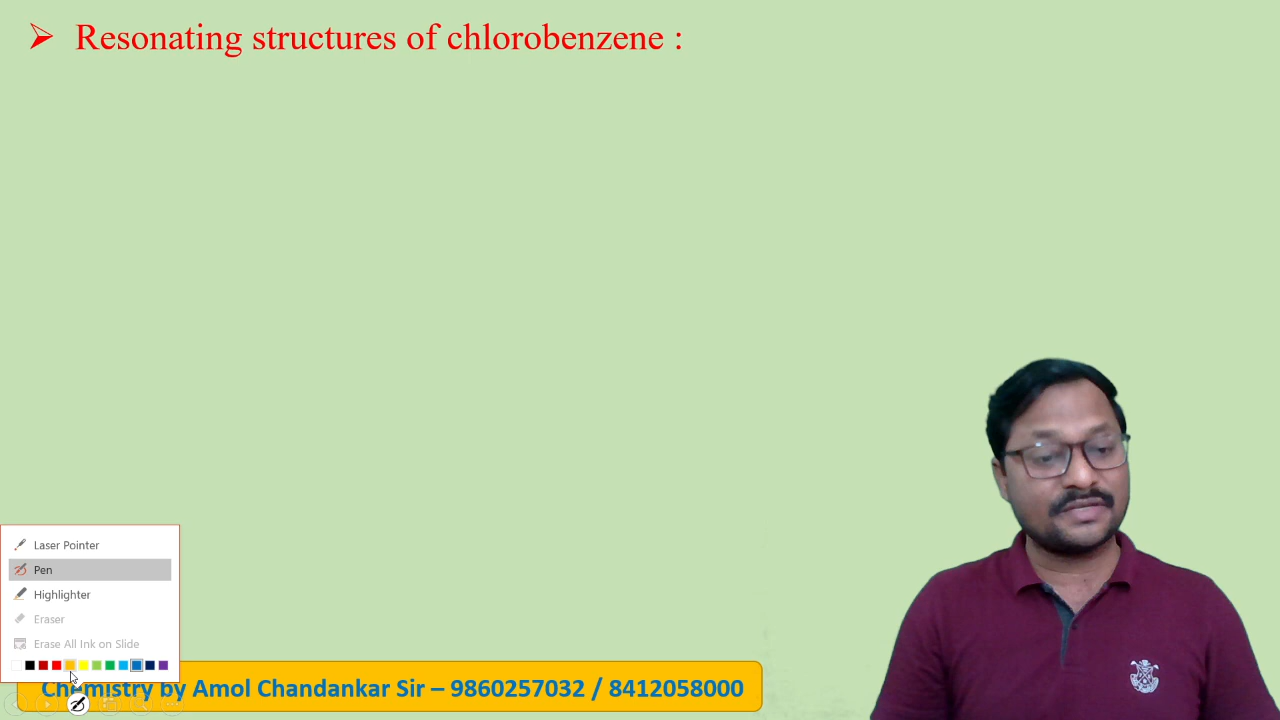 Resonating structures of chlorobenzene :
Laser Pointer
Pen
Highlighter
Eraser
Erase All Ink on Slide
Chemistry by Amol Chandankar Sir – 9860257032 / 8412058000